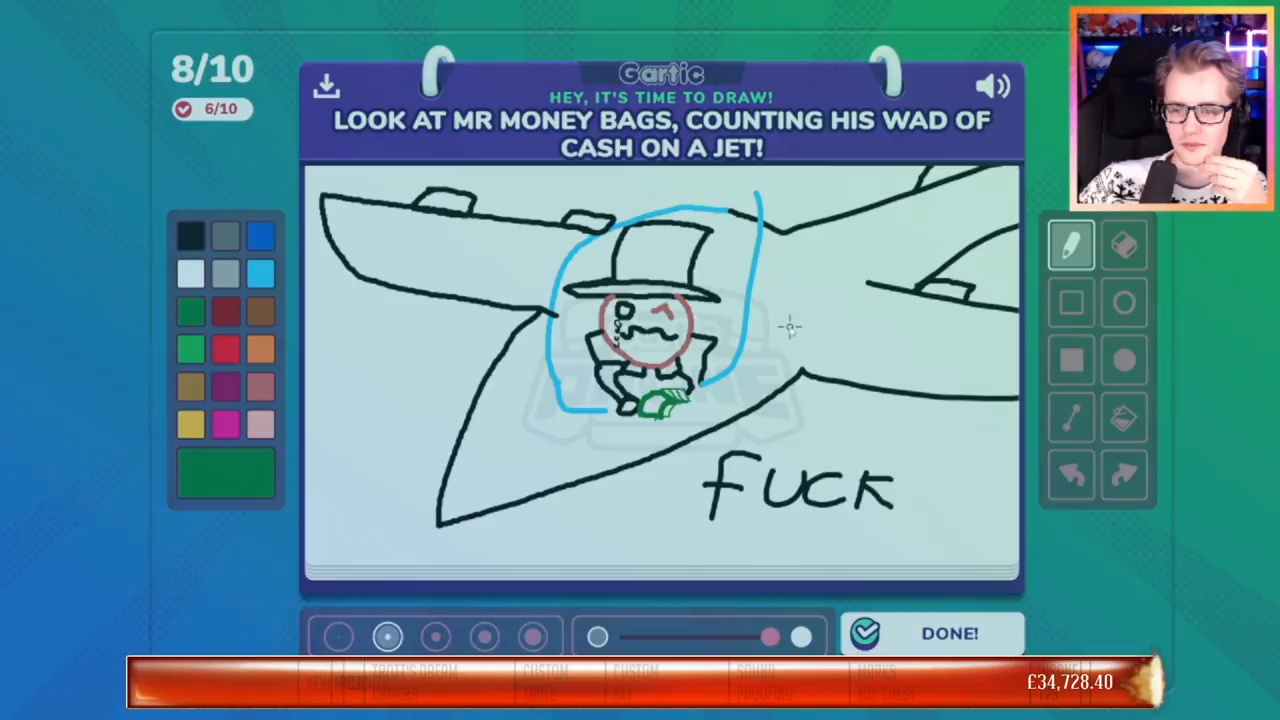 8/10
6/10
Gartic
HEY, IT'S TIME TO DRAW!
LOOK AT MR MONEY BAGS, COUNTING HIS WAD OF
CASH ON A JET!
FUCK
DONE!
£34,728.40